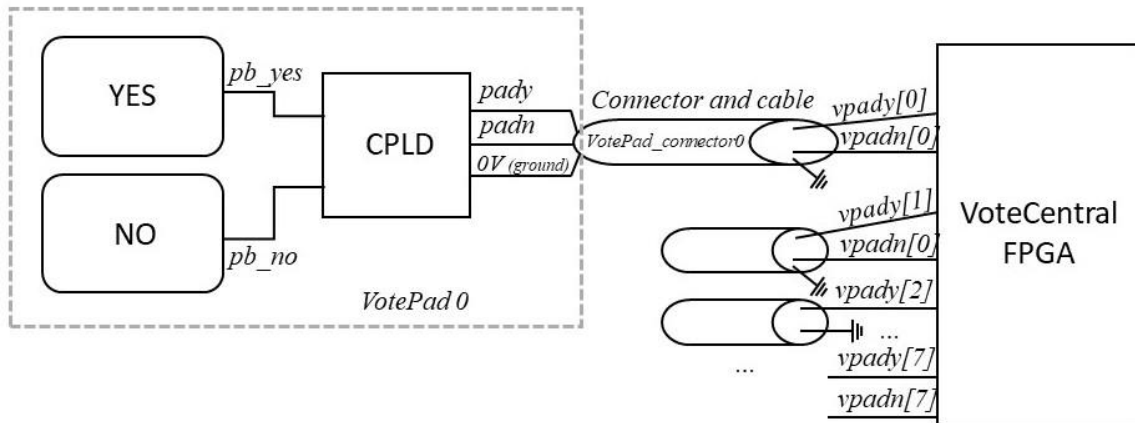 YES
pb_yes
NO
pb_no
CPLD
pady
padn
0V (ground)
VotePad 0
Connector and cable
VotePad_connector0
vpady[0]
vpadn[0]
vpady[1]
vpadn[0]
vpady[2]
...
...
vpady[7]
vpadn[7]
VoteCentral
FPGA